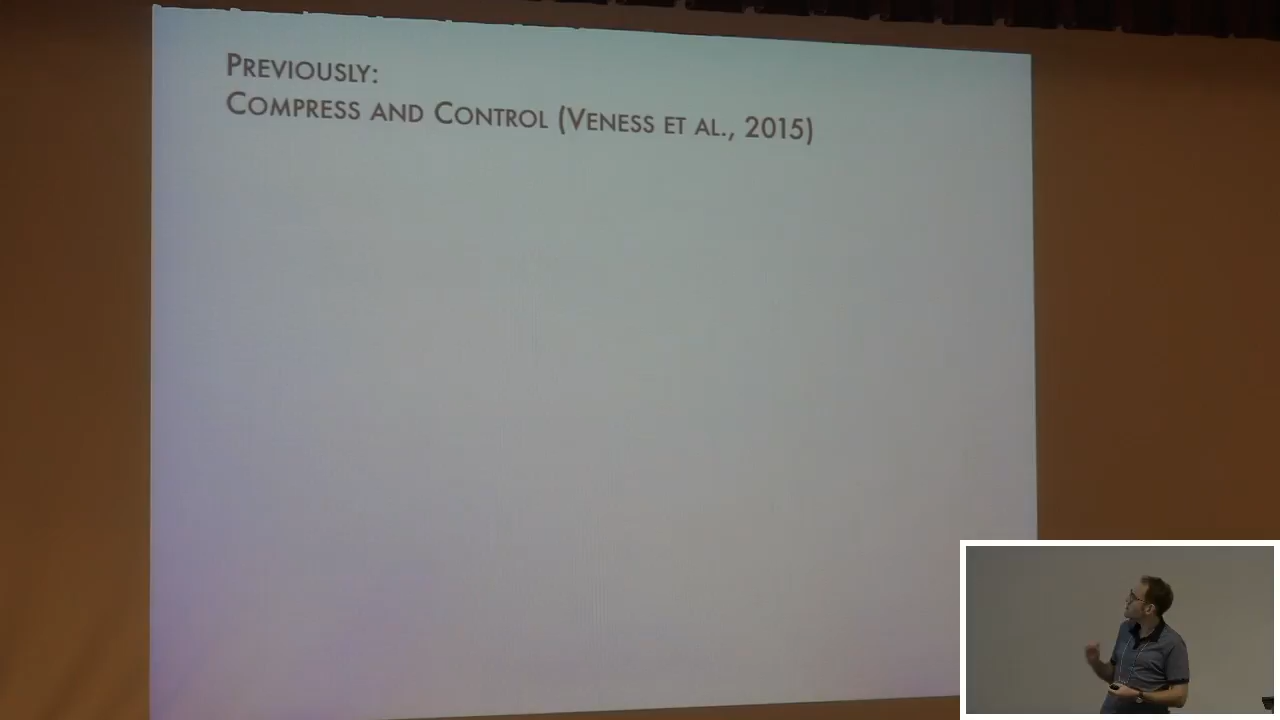 Previously:
Compress and Control (Veness et al., 2015)